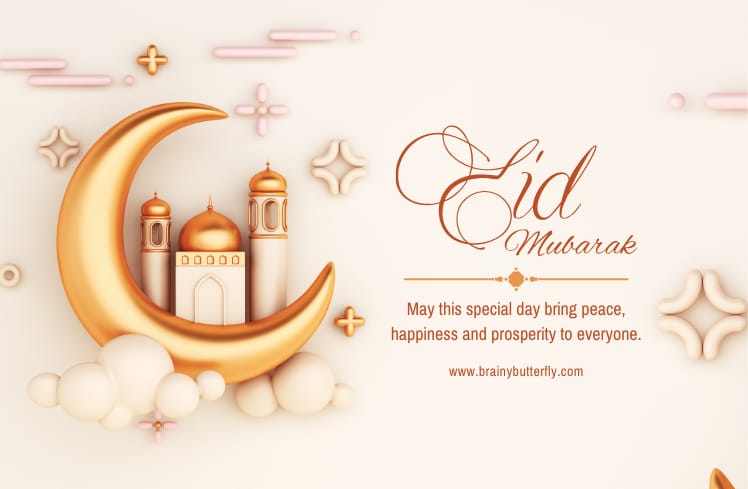 Eid
Mubarak
May this special day bring peace,
happiness and prosperity to everyone.
www.brainybutterfly.com